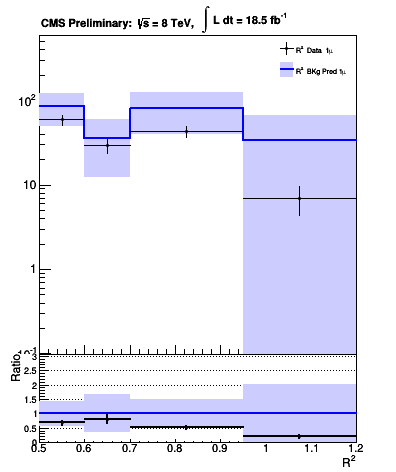 CMS Preliminary: √s = 8 TeV, ∫ L dt = 18.5 fb⁻¹
R² Data 1μ
R² BKg Pred 1μ
10²
10
1
10⁻¹
3
2.5
2
1.5
1
0.5
0
Ratio
0.5 0.6 0.7 0.8 0.9 1 1.1 1.2
R²